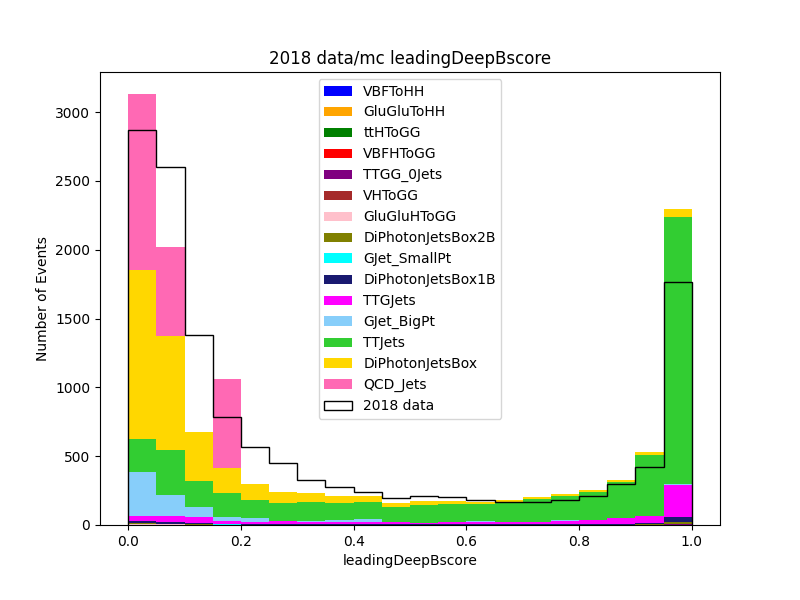 2018 data/mc leadingDeepBscore
Number of Events
3000
2500
2000
1500
1000
500
0
VBFToHH
GluGluToHH
ttHToGG
VBFHToGG
TTGG_0Jets
VHToGG
GluGluHToGG
DiPhotonJetsBox2B
GJet_SmallPt
DiPhotonJetsBox1B
TTGJets
GJet_BigPt
TTJets
DiPhotonJetsBox
QCD_Jets
2018 data
0.0 0.2 0.4 0.6 0.8 1.0
leadingDeepBscore